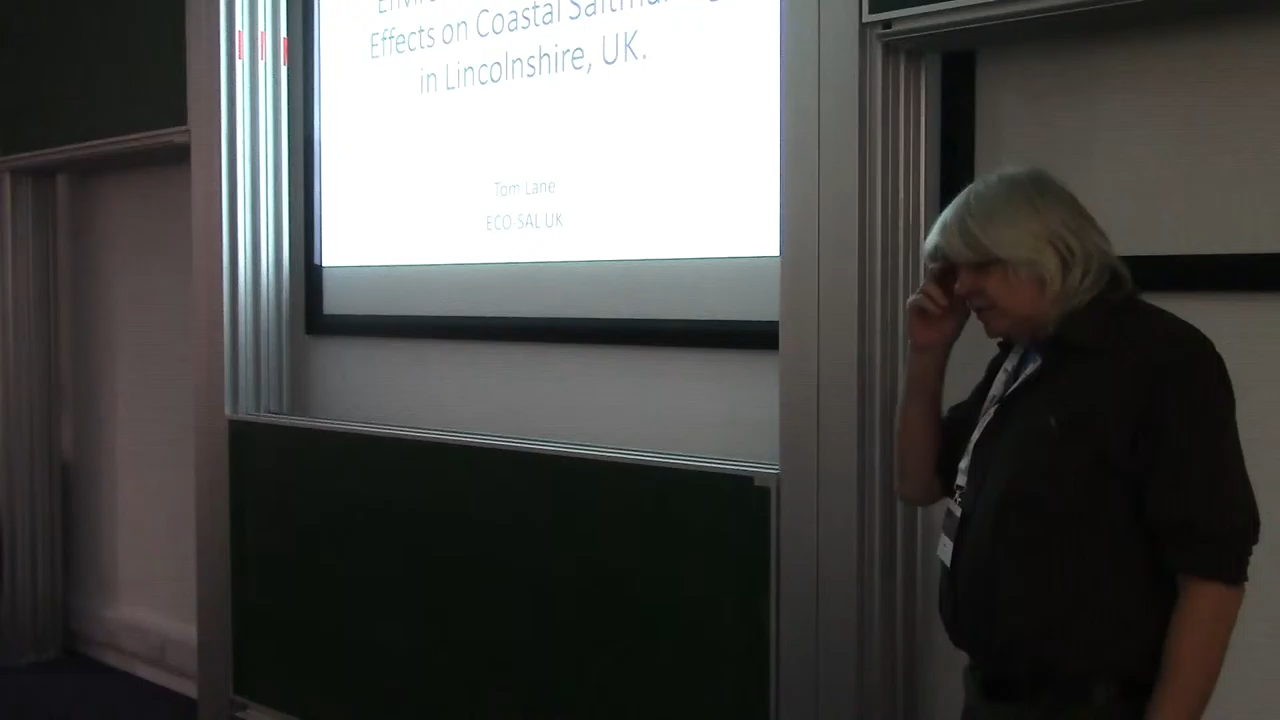 Effects on Coastal
in Lincolnshire, UK.
Tom Lane
ECO-SAL UK